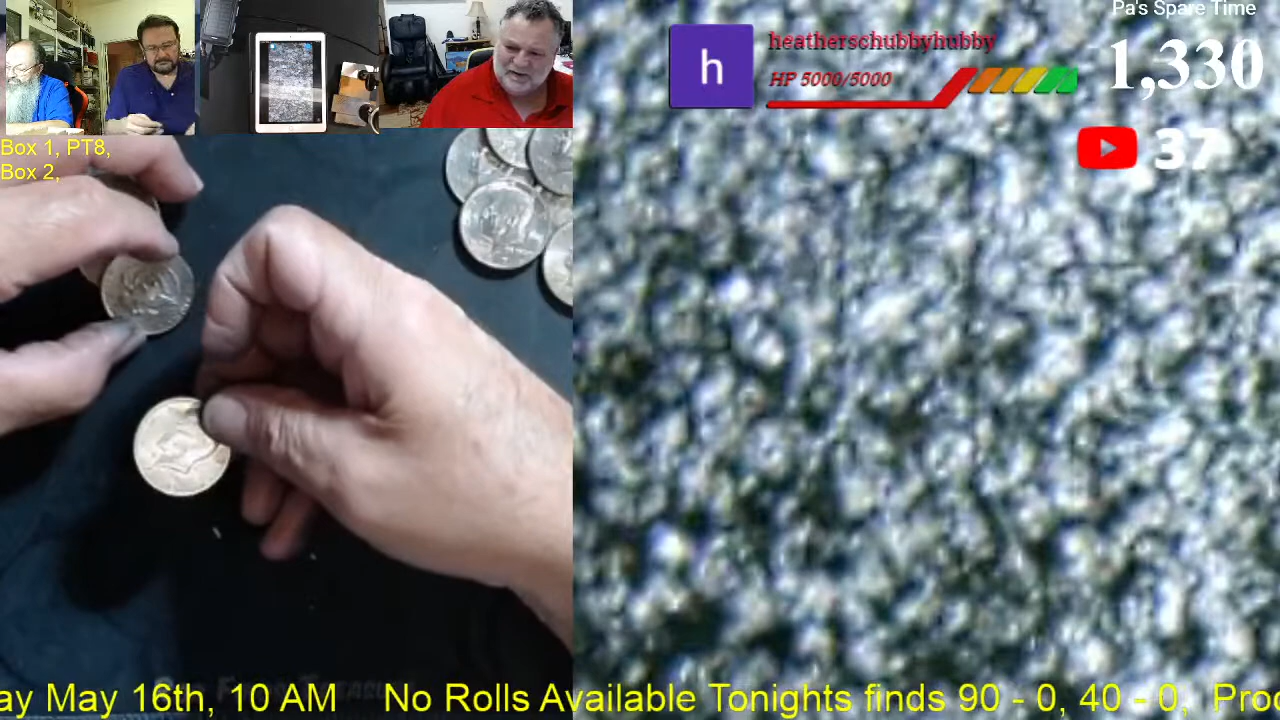 Pa's Spare Time
h
heatherschubbyhubby
HP 5000/5000
1,330
37
Box 1, PT8,
Box 2,
ay May 16th, 10 AM No Rolls Available Tonights finds 90 - 0, 40 - 0, Proo